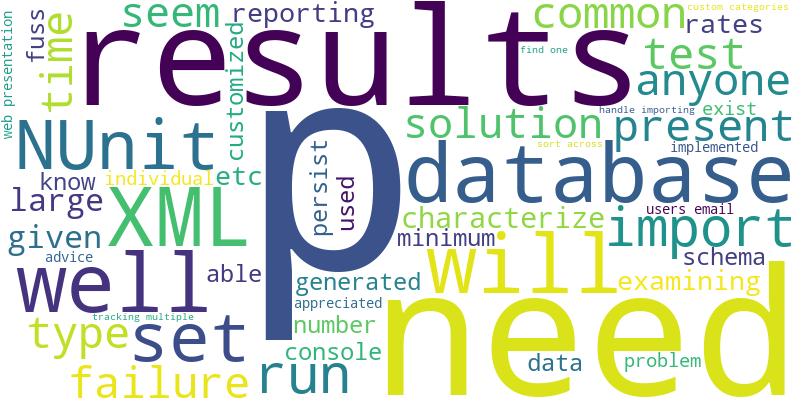 web presentation
fuss
time
seem
reporting
results
common
custom categories
rates
find one
test
anyone
customized
NUnit
solution
handle importing
exist
present
sort across
implemented
p
persist
used
database
know
individual
etc
large
XML
characterize
users email
import
given
minimum
will
schema
advice
well
able
generated
examining
appreciated
need
tracking multiple
type
set
number
console
failure
run
data
problem